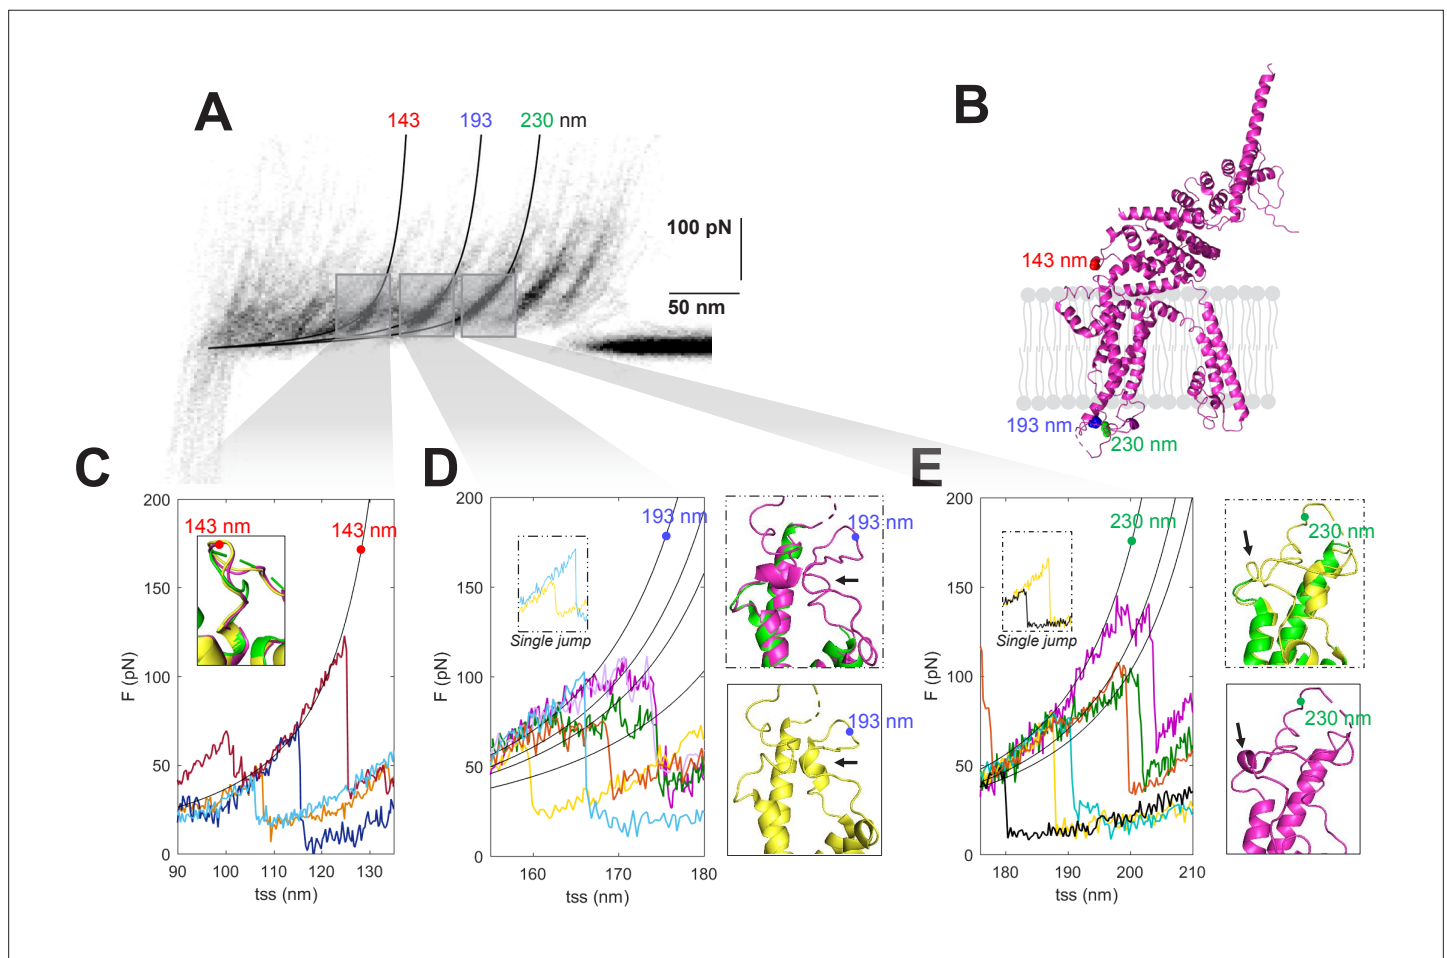 A
143
193
230 nm
100 pN
50 nm
B
143 nm
193 nm
230 nm
C
200
150
100
50
0
F (pN)
143 nm
143 nm
90
100
110
120
130
tss (nm)
D
200
150
100
50
0
F (pN)
193 nm
Single jump
160
170
180
tss (nm)
193 nm
193 nm
E
200
150
100
50
0
F (pN)
230 nm
Single jump
180
190
200
210
tss (nm)
230 nm
230 nm